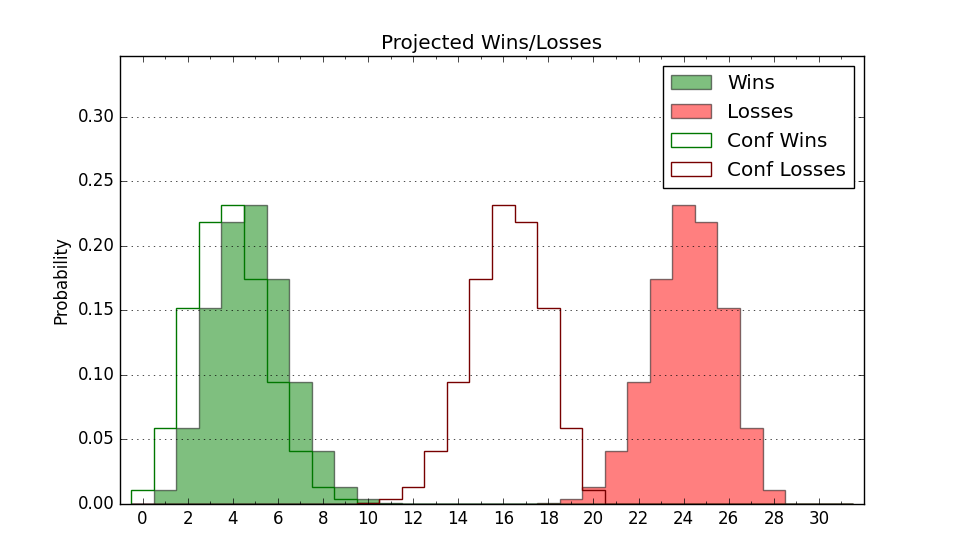 Projected Wins/Losses
Wins
Losses
Conf Wins
Conf Losses
Probability
0.30
0.25
0.20
0.15
0.10
0.05
0.00
0 2 4 6 8 10 12 14 16 18 20 22 24 26 28 30